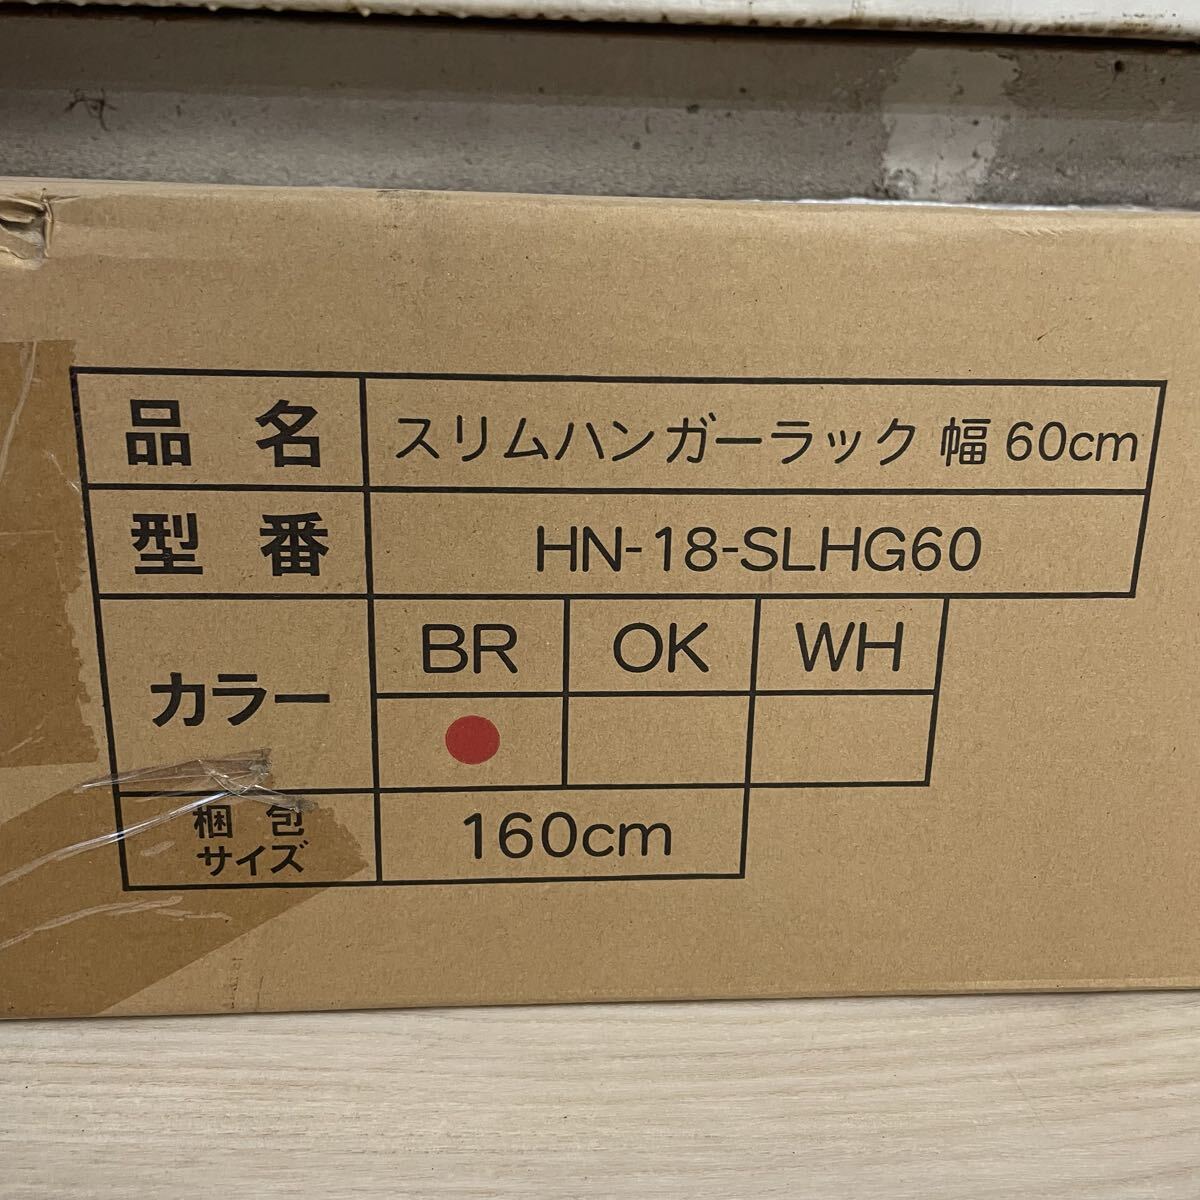 品名 スリムハンガーラック 幅 60cm
型番 HN-18-SLHG60
カラー BR OK WH
梱包 サイズ 160cm